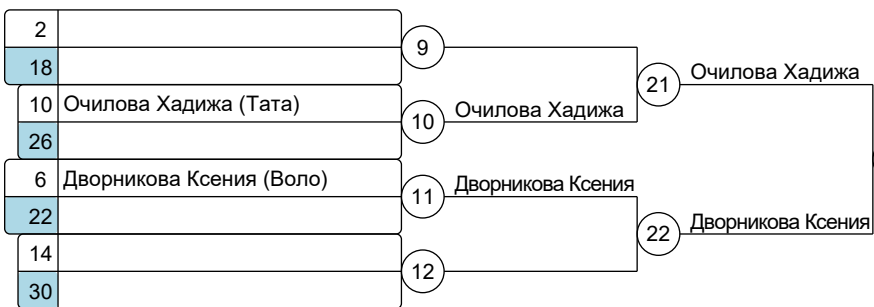 2
9
18
21 Очилова Хадижа
10 Очилова Хадижа (Тата)
10 Очилова Хадижа
26
6 Дворникова Ксения (Воло)
11 Дворникова Ксения
22
22 Дворникова Ксения
14
12
30